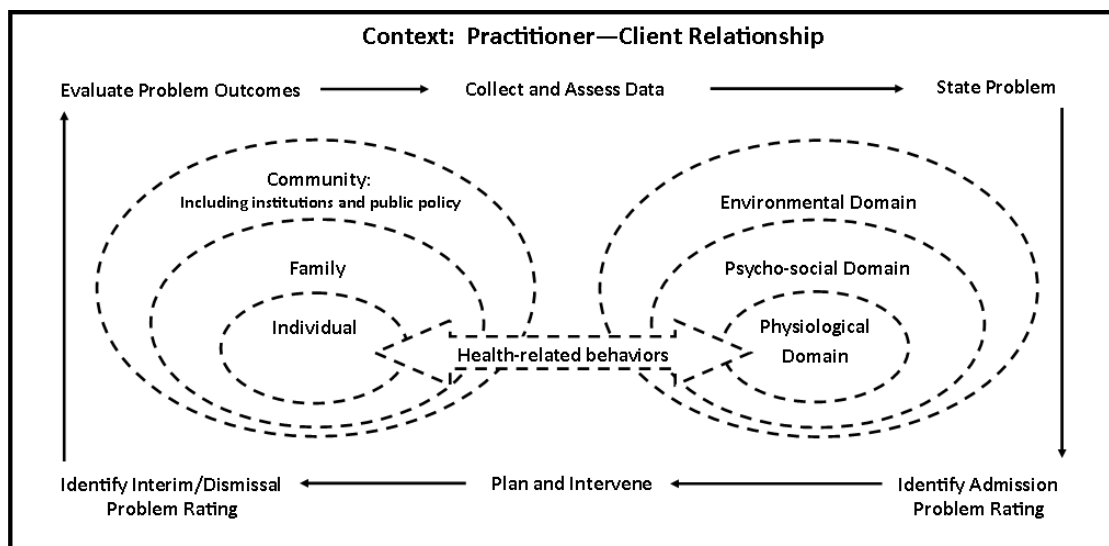 Context: Practitioner—Client Relationship
Evaluate Problem Outcomes
Collect and Assess Data
State Problem
Community:
Including institutions and public policy
Family
Individual
Health-related behaviors
Environmental Domain
Psycho-social Domain
Physiological
Domain
Identify Interim/Dismissal
Problem Rating
Plan and Intervene
Identify Admission
Problem Rating